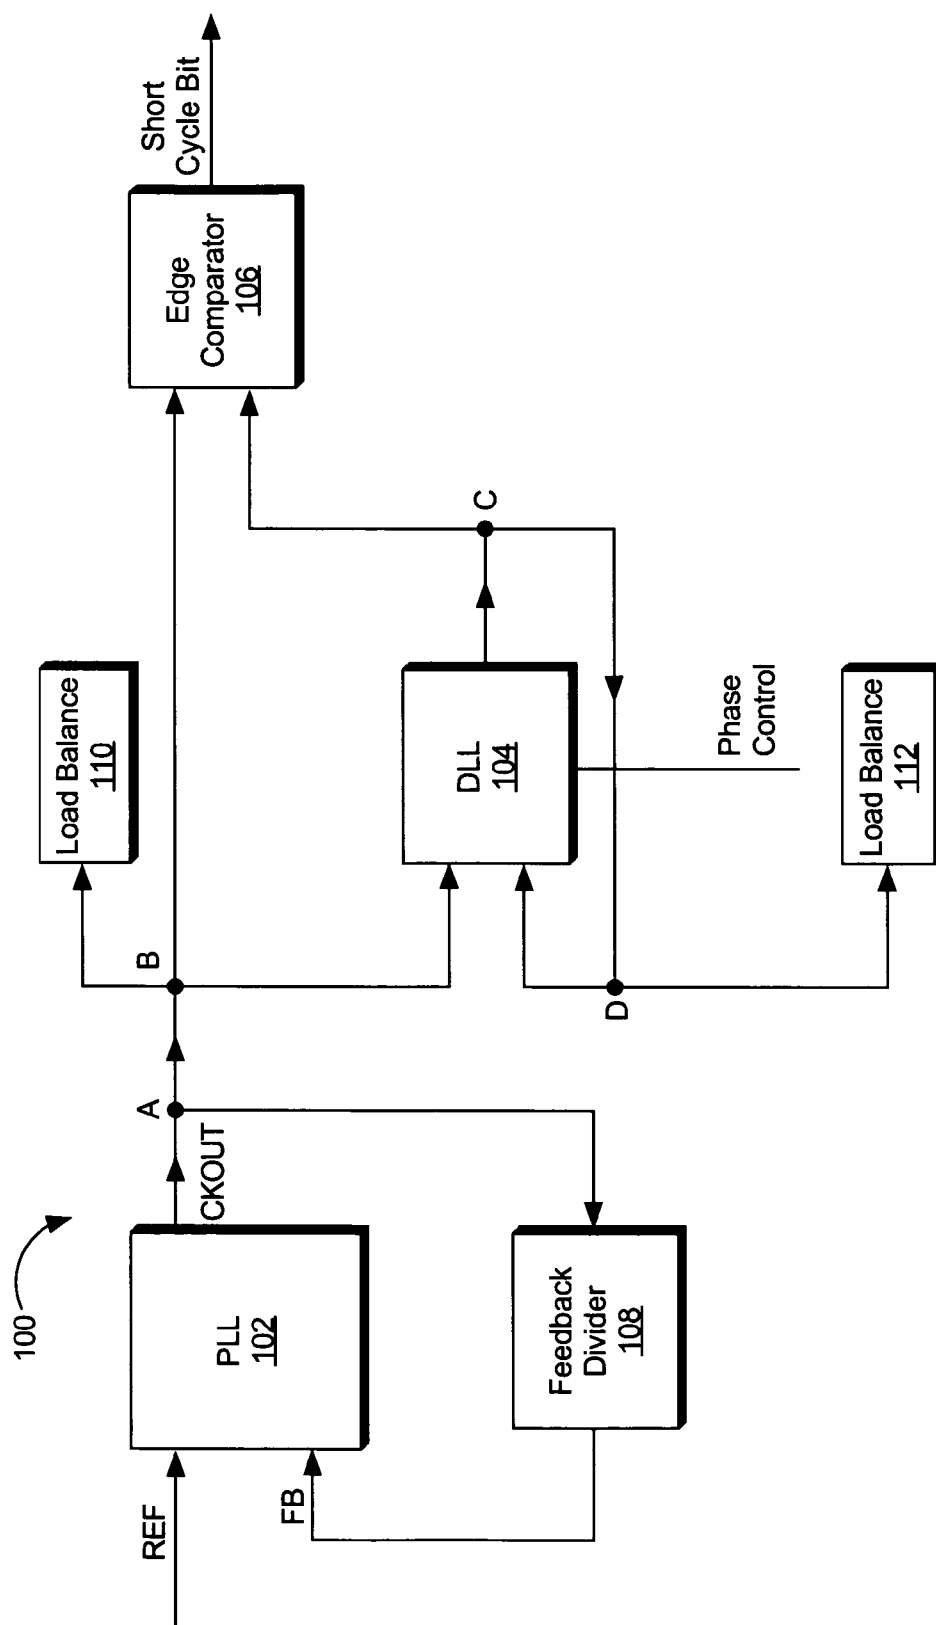 100
REF
FB
PLL
102
CKOUT
Feedback
Divider
108
A
B
Load Balance
110
DLL
104
D
Phase
Control
Load Balance
112
C
Edge
Comparator
106
Short
Cycle Bit